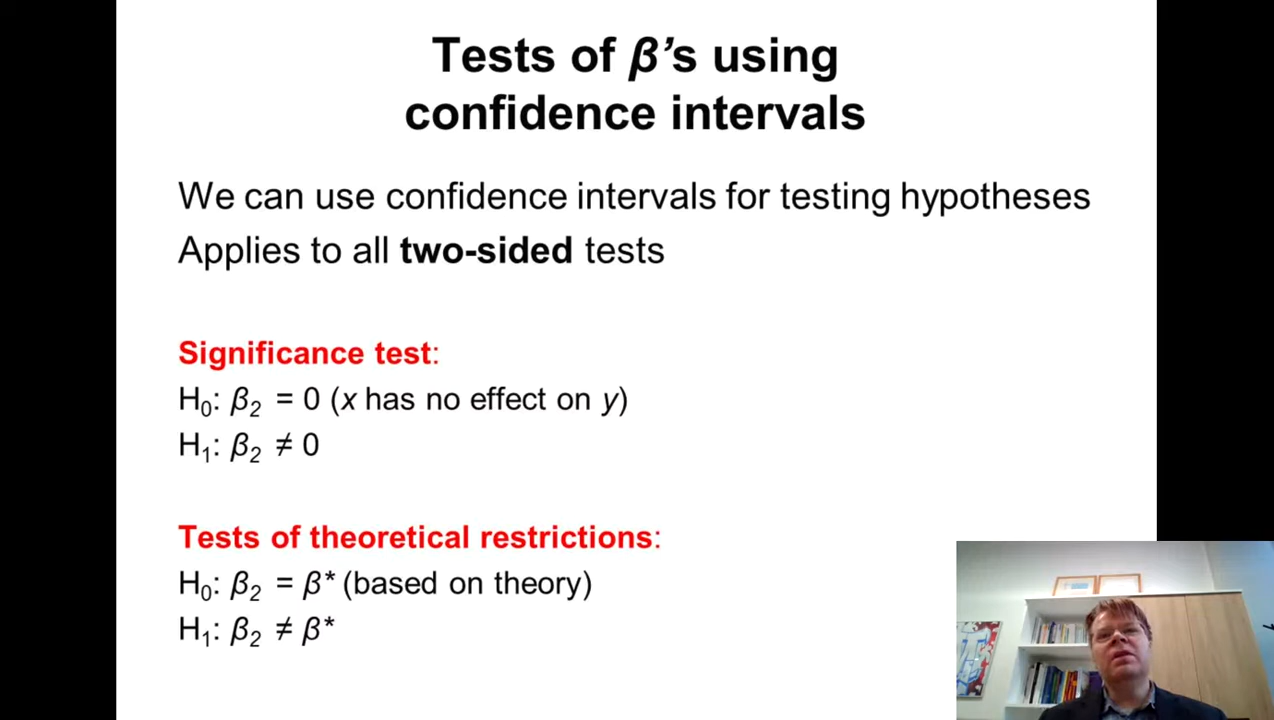 Tests of β's using
confidence intervals
We can use confidence intervals for testing hypotheses
Applies to all two-sided tests
Significance test:
H₀: β₂ = 0 (x has no effect on y)
H₁: β₂ ≠ 0
Tests of theoretical restrictions:
H₀: β₂ = β* (based on theory)
H₁: β₂ ≠ β*